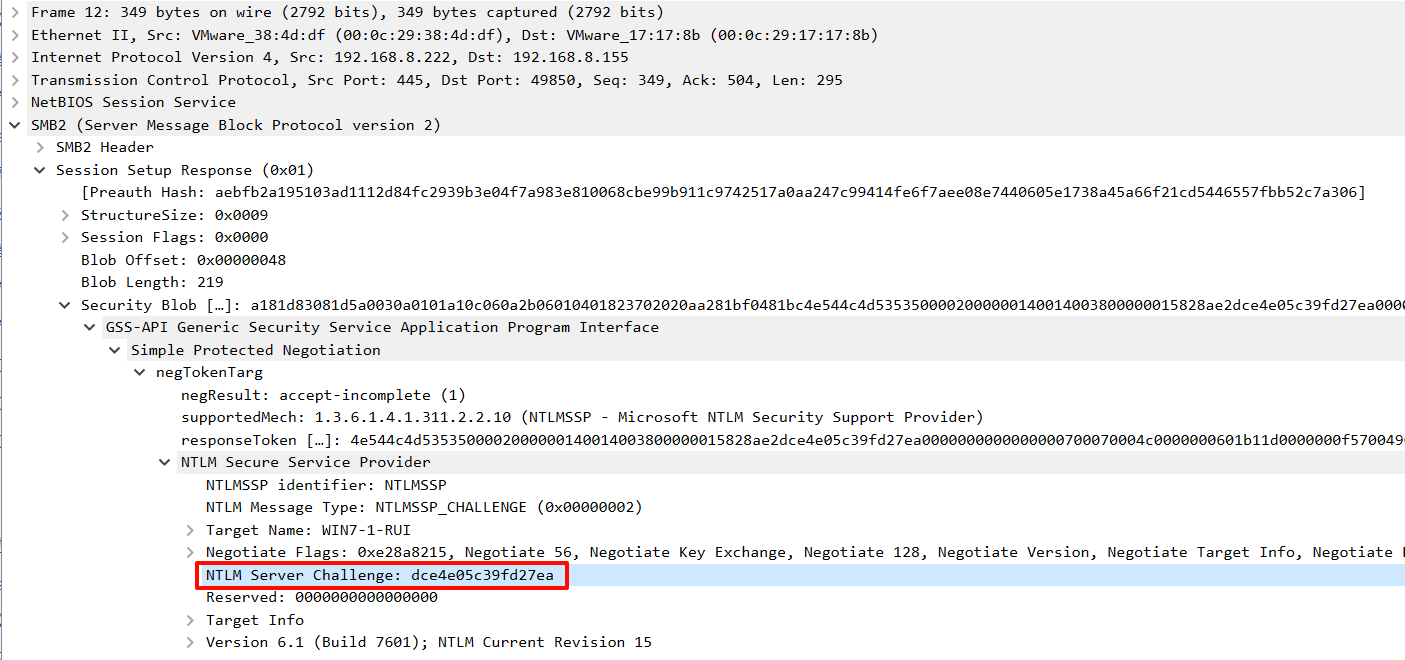 Frame 12: 349 bytes on wire (2792 bits), 349 bytes captured (2792 bits)
Ethernet II, Src: VMware_38:4d:df (00:0c:29:38:4d:df), Dst: VMware_17:17:8b (00:0c:29:17:17:8b)
Internet Protocol Version 4, Src: 192.168.8.222, Dst: 192.168.8.155
Transmission Control Protocol, Src Port: 445, Dst Port: 49850, Seq: 349, Ack: 504, Len: 295
NetBIOS Session Service
SMB2 (Server Message Block Protocol version 2)
SMB2 Header
Session Setup Response (0x01)
[Preauth Hash: aebfb2a195103ad1112d84fc2939b3e04f7a983e810068cbe99b911c9742517a0aa247c99414fe6f7aee08e7440605e1738a45a66f21cd5446557fbb52c7a306]
StructureSize: 0x0009
Session Flags: 0x0000
Blob Offset: 0x00000048
Blob Length: 219
Security Blob […]: a181d83081d5a0030a0101a10c060a2b06010401823702020aa281bf0481bc4e544c4d5353500002000000140014003800000015828ae2dce4e05c39fd27ea0000
GSS-API Generic Security Service Application Program Interface
Simple Protected Negotiation
negTokenTarg
negResult: accept-incomplete (1)
supportedMech: 1.3.6.1.4.1.311.2.2.10 (NTLMSSP - Microsoft NTLM Security Support Provider)
responseToken […]: 4e544c4d5353500002000000140014003800000015828ae2dce4e05c39fd27ea0000000000000000700070004c0000000601b11d0000000f570049
NTLM Secure Service Provider
NTLMSSP identifier: NTLMSSP
NTLM Message Type: NTLMSSP_CHALLENGE (0x00000002)
Target Name: WIN7-1-RUI
Negotiate Flags: 0xe28a8215, Negotiate 56, Negotiate Key Exchange, Negotiate 128, Negotiate Version, Negotiate Target Info, Negotiate
NTLM Server Challenge: dce4e05c39fd27ea
Reserved: 0000000000000000
Target Info
Version 6.1 (Build 7601); NTLM Current Revision 15